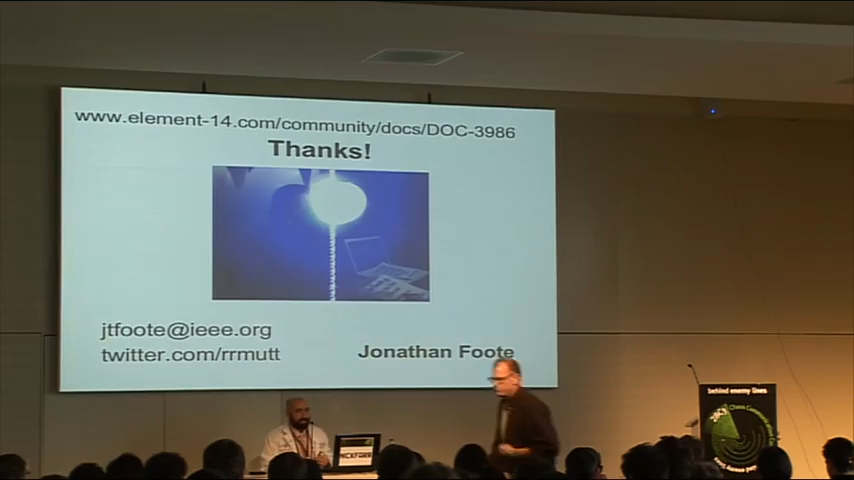 www.element-14.com/community/docs/DOC-3986
Thanks!
jtfoote@ieee.org
twitter.com/rrmutt
Jonathan Foote
behind enemy lines
NICKFARR